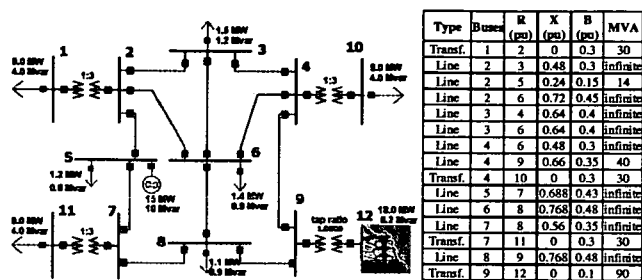 1.5 MW
1.2 Mvar
1
2
3
4
10
8.0 MW
4.0 Mvar
1:3
1:3
8.0 MW
4.0 Mvar
5
6
1.2 MW
15 MW
10 Mvar
1.4 MW
0.9 Mvar
9
8.0 MW
4.0 Mvar
11
1:3
7
8
1.1 MW
0.9 Mvar
tap ratio
12
18.0 MW
Type Buses R (pu) X (pu) B (pu) MVA
Transf. 1 2 0 0.3 30
Line 2 3 0.48 0.3 infinite
Line 2 5 0.24 0.15 14
Line 2 6 0.72 0.45 infinite
Line 3 4 0.64 0.4 infinite
Line 3 6 0.64 0.4 infinite
Line 4 6 0.48 0.3 infinite
Line 4 9 0.66 0.35 40
Transf. 4 10 0 0.3 30
Line 5 7 0.688 0.43 infinite
Line 6 8 0.768 0.48 infinite
Line 7 8 0.56 0.35 infinite
Transf. 7 11 0 0.3 30
Line 8 9 0.768 0.48 infinite
Transf. 9 12 0 0.1 90